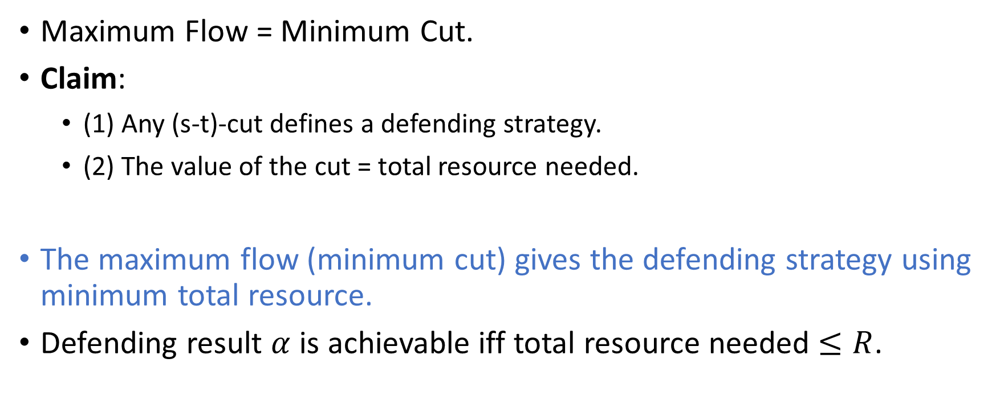 • Maximum Flow = Minimum Cut.
• Claim:
• (1) Any (s-t)-cut defines a defending strategy.
• (2) The value of the cut = total resource needed.
• The maximum flow (minimum cut) gives the defending strategy using
minimum total resource.
• Defending result α is achievable iff total resource needed ≤ R.